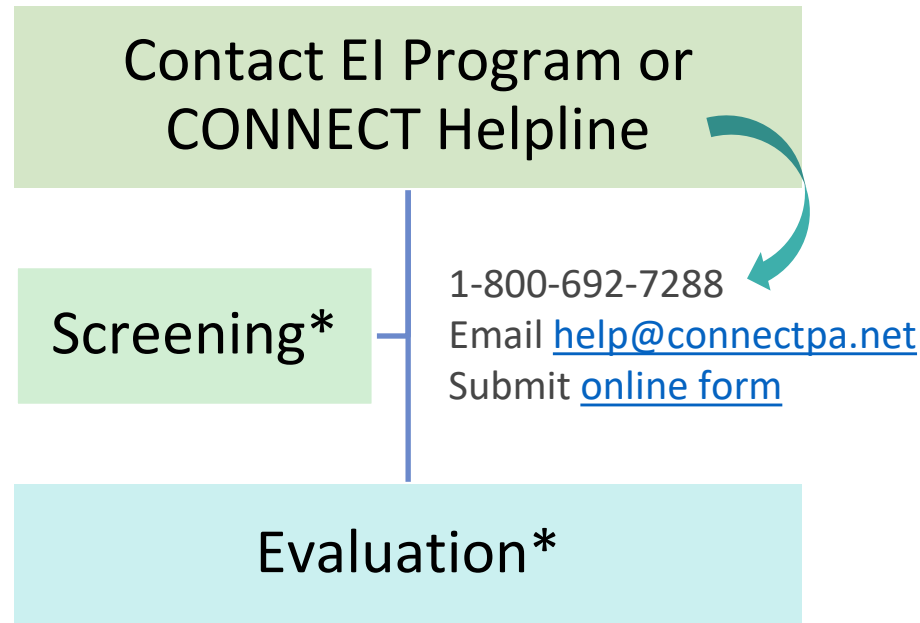 Contact EI Program or
CONNECT Helpline
Screening*
1-800-692-7288
Email help@connectpa.net
Submit online form
Evaluation*